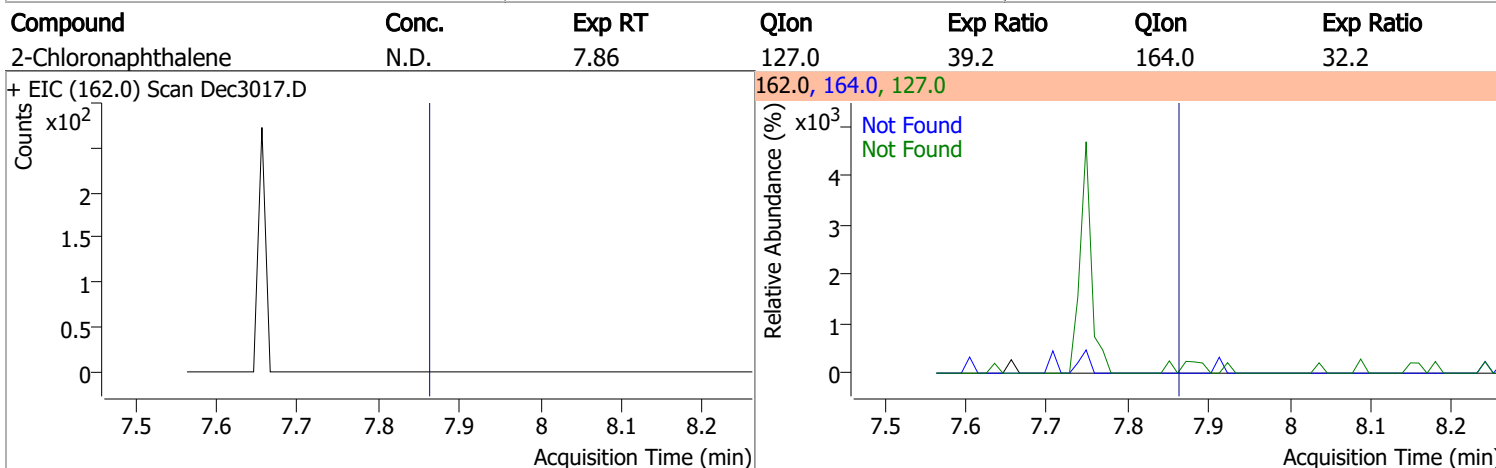 Compound Conc. Exp RT QIon Exp Ratio QIon Exp Ratio
2-Chloronaphthalene N.D. 7.86 127.0 39.2 164.0 32.2
+ EIC (162.0) Scan Dec3017.D
162.0, 164.0, 127.0
Counts
x10²
2
1.5
1
0.5
0
7.5 7.6 7.7 7.8 7.9 8 8.1 8.2
Acquisition Time (min)
Relative Abundance (%)
x10³
Not Found
Not Found
4
3
2
1
0
7.5 7.6 7.7 7.8 7.9 8 8.1 8.2
Acquisition Time (min)